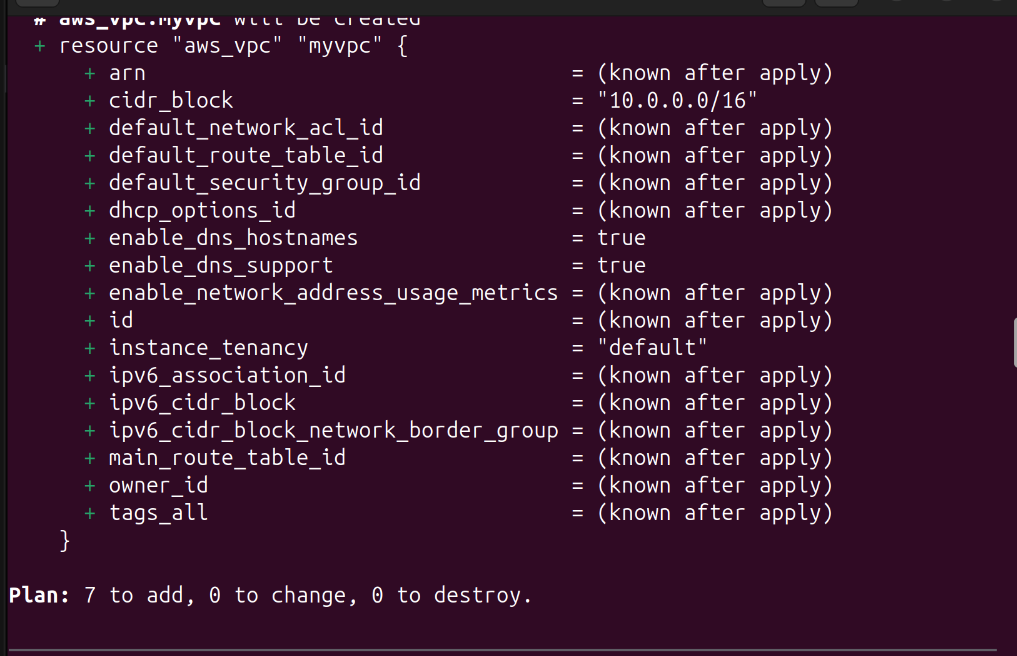 # aws_vpc.myvpc will be created
+ resource "aws_vpc" "myvpc" {
+ arn = (known after apply)
+ cidr_block = "10.0.0.0/16"
+ default_network_acl_id = (known after apply)
+ default_route_table_id = (known after apply)
+ default_security_group_id = (known after apply)
+ dhcp_options_id = (known after apply)
+ enable_dns_hostnames = true
+ enable_dns_support = true
+ enable_network_address_usage_metrics = (known after apply)
+ id = (known after apply)
+ instance_tenancy = "default"
+ ipv6_association_id = (known after apply)
+ ipv6_cidr_block = (known after apply)
+ ipv6_cidr_block_network_border_group = (known after apply)
+ main_route_table_id = (known after apply)
+ owner_id = (known after apply)
+ tags_all = (known after apply)
}
Plan: 7 to add, 0 to change, 0 to destroy.